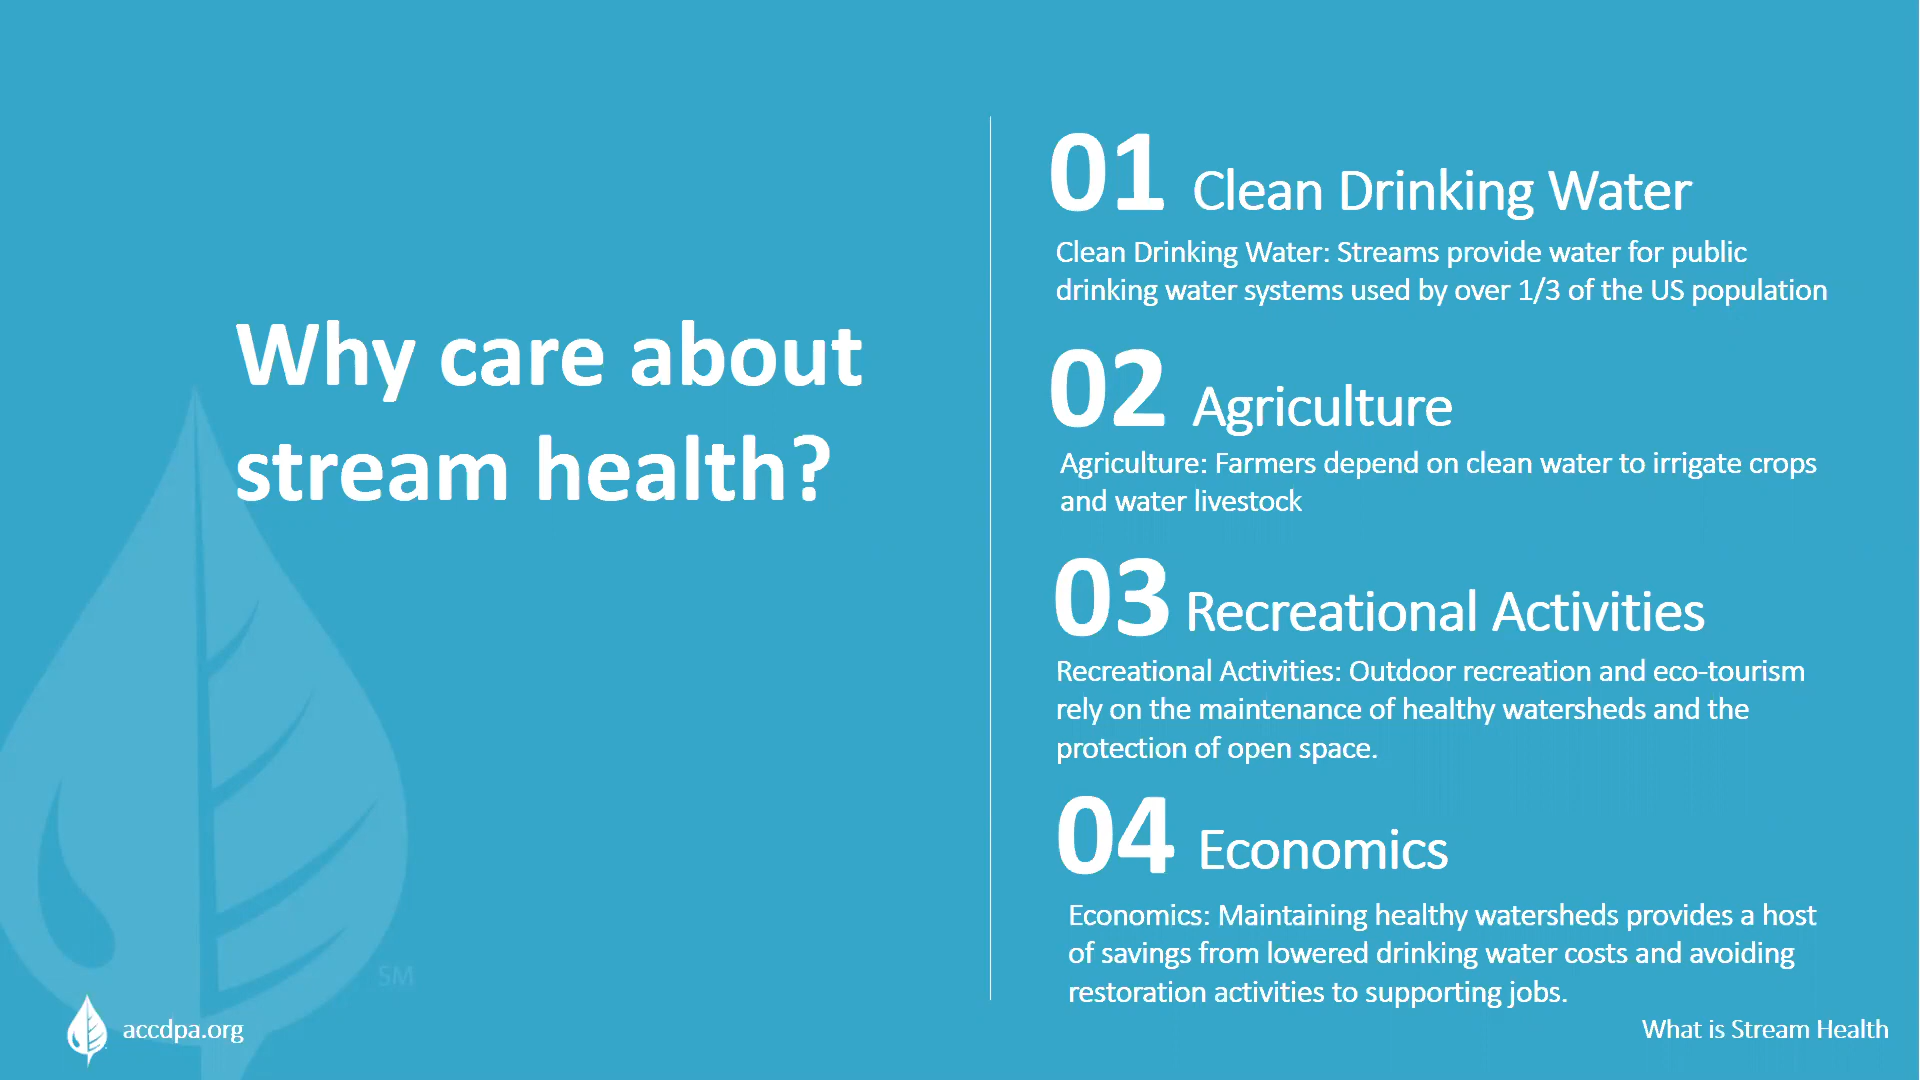 Why care about
stream health?
01 Clean Drinking Water
Clean Drinking Water: Streams provide water for public
drinking water systems used by over 1/3 of the US population
02 Agriculture
Agriculture: Farmers depend on clean water to irrigate crops
and water livestock
03 Recreational Activities
Recreational Activities: Outdoor recreation and eco-tourism
rely on the maintenance of healthy watersheds and the
protection of open space.
04 Economics
Economics: Maintaining healthy watersheds provides a host
of savings from lowered drinking water costs and avoiding
restoration activities to supporting jobs.
SM
accdpa.org
What is Stream Health